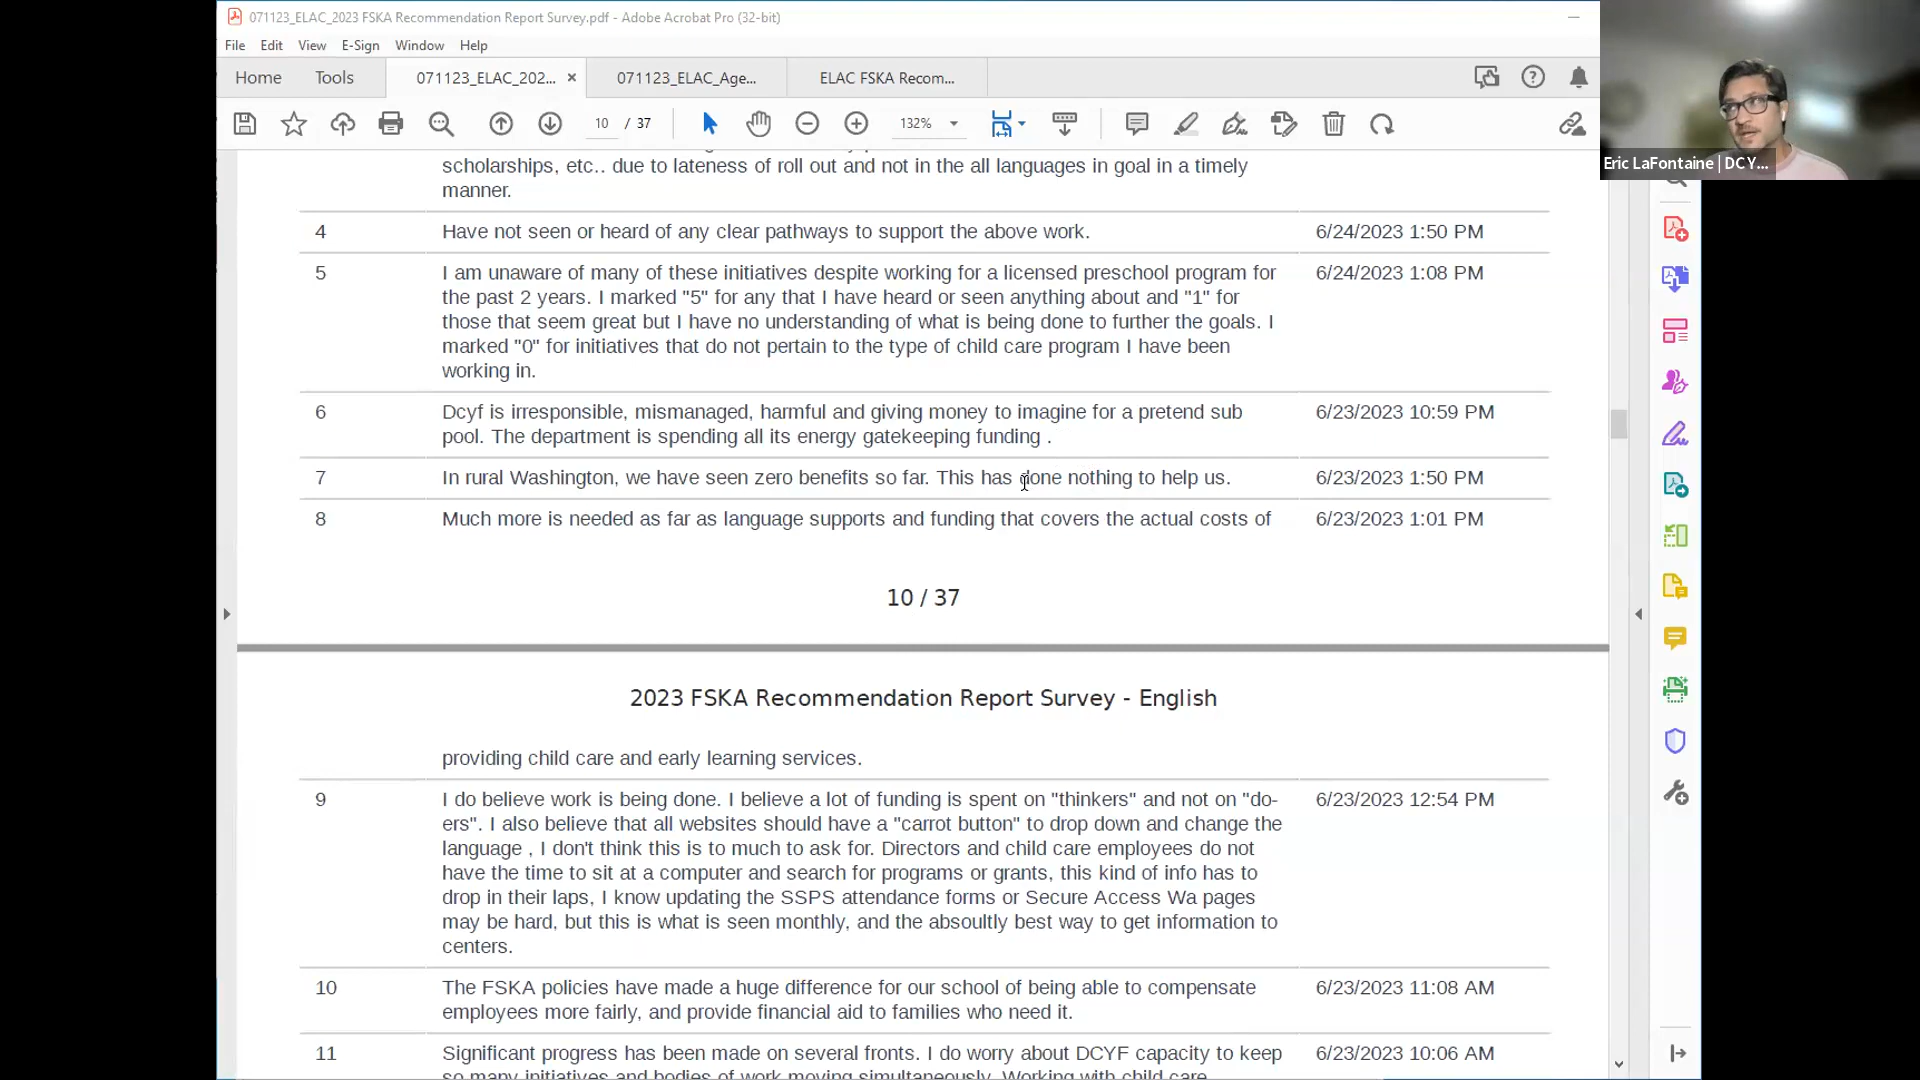 071123_ELAC_2023 FSKA Recommendation Report Survey.pdf - Adobe Acrobat Pro (32-bit)
File Edit View E-Sign Window Help
Home Tools 071123_ELAC_202... × 071123_ELAC_Age... ELAC FSKA Recom...
10 / 37 132%
Eric LaFontaine | DCY...
scholarships, etc.. due to lateness of roll out and not in the all languages in goal in a timely
manner.
4 Have not seen or heard of any clear pathways to support the above work. 6/24/2023 1:50 PM
5 I am unaware of many of these initiatives despite working for a licensed preschool program for 6/24/2023 1:08 PM
the past 2 years. I marked "5" for any that I have heard or seen anything about and "1" for
those that seem great but I have no understanding of what is being done to further the goals. I
marked "0" for initiatives that do not pertain to the type of child care program I have been
working in.
6 Dcyf is irresponsible, mismanaged, harmful and giving money to imagine for a pretend sub 6/23/2023 10:59 PM
pool. The department is spending all its energy gatekeeping funding .
7 In rural Washington, we have seen zero benefits so far. This has done nothing to help us. 6/23/2023 1:50 PM
8 Much more is needed as far as language supports and funding that covers the actual costs of 6/23/2023 1:01 PM
10 / 37
2023 FSKA Recommendation Report Survey - English
providing child care and early learning services.
9 I do believe work is being done. I believe a lot of funding is spent on "thinkers" and not on "do- 6/23/2023 12:54 PM
ers". I also believe that all websites should have a "carrot button" to drop down and change the
language , I don't think this is to much to ask for. Directors and child care employees do not
have the time to sit at a computer and search for programs or grants, this kind of info has to
drop in their laps, I know updating the SSPS attendance forms or Secure Access Wa pages
may be hard, but this is what is seen monthly, and the absoultly best way to get information to
centers.
10 The FSKA policies have made a huge difference for our school of being able to compensate 6/23/2023 11:08 AM
employees more fairly, and provide financial aid to families who need it.
11 Significant progress has been made on several fronts. I do worry about DCYF capacity to keep 6/23/2023 10:06 AM
so many initiatives and bodies of work moving simultaneously. Working with child care